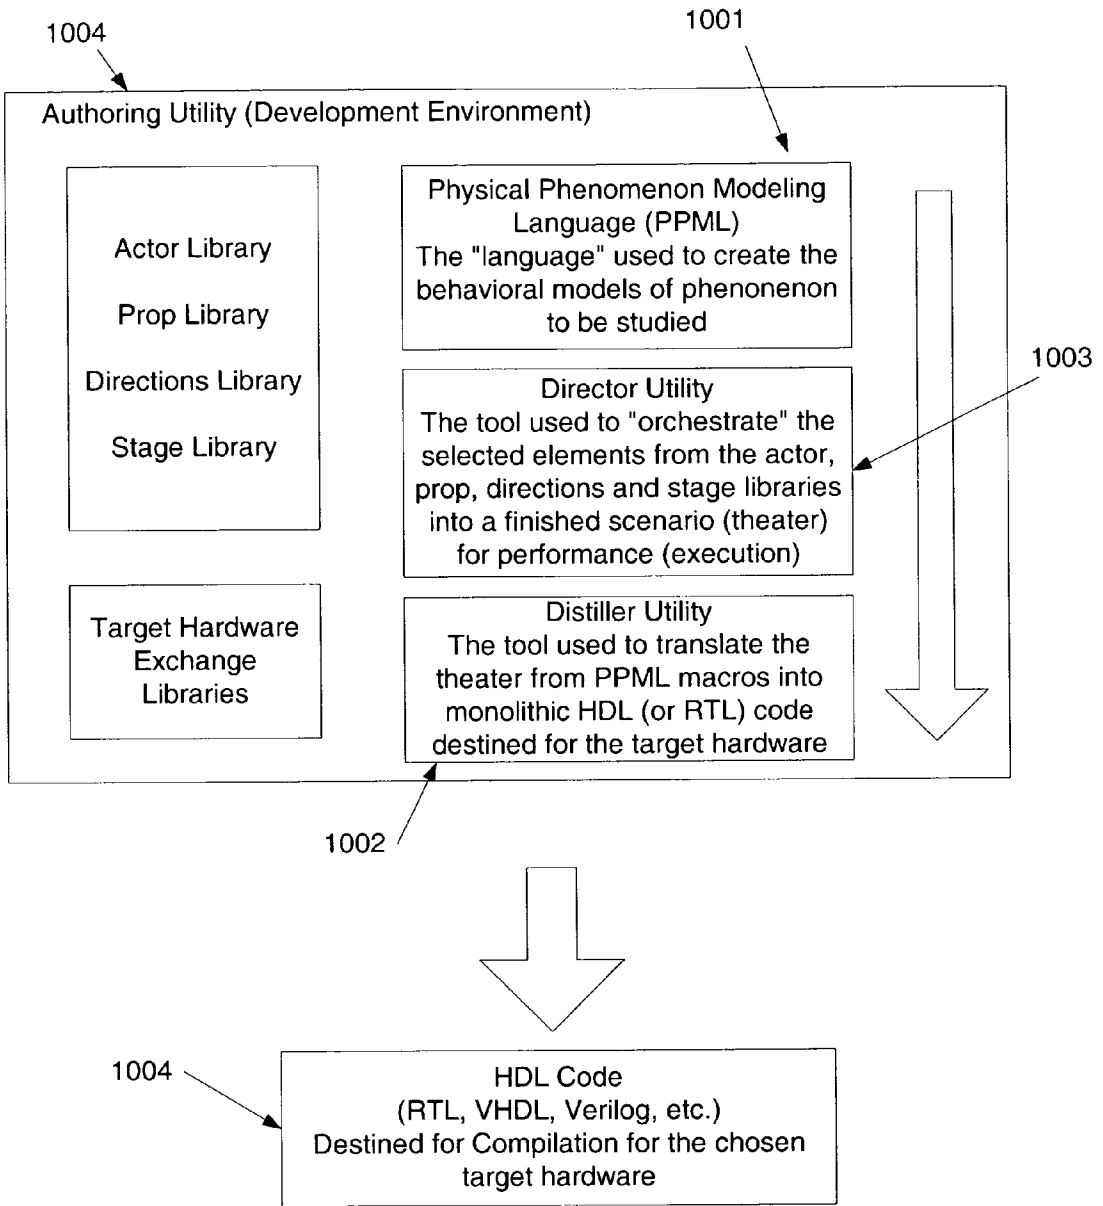 1004
1001
Authoring Utility (Development Environment)
Actor Library
Prop Library
Directions Library
Stage Library
Physical Phenomenon Modeling
Language (PPML)
The "language" used to create the
behavioral models of phenonenon
to be studied
1003
Director Utility
The tool used to "orchestrate" the
selected elements from the actor,
prop, directions and stage libraries
into a finished scenario (theater)
for performance (execution)
Target Hardware
Exchange
Libraries
Distiller Utility
The tool used to translate the
theater from PPML macros into
monolithic HDL (or RTL) code
destined for the target hardware
1002
1004
HDL Code
(RTL, VHDL, Verilog, etc.)
Destined for Compilation for the chosen
target hardware